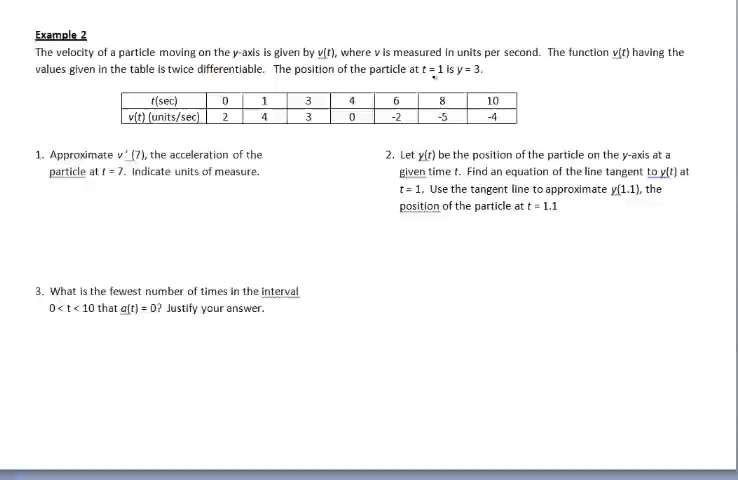 Example 2
The velocity of a particle moving on the y-axis is given by v(t), where v is measured in units per second. The function v(t) having the
values given in the table is twice differentiable. The position of the particle at t = 1 is y = 3.
t(sec) 0 1 3 4 6 8 10
v(t) (units/sec) 2 4 3 0 -2 -5 -4
1. Approximate v′ (7), the acceleration of the
particle at t = 7. Indicate units of measure.
2. Let y(t) be the position of the particle on the y-axis at a
given time t. Find an equation of the line tangent to y(t) at
t = 1. Use the tangent line to approximate y(1.1), the
position of the particle at t = 1.1
3. What is the fewest number of times in the interval
0 < t < 10 that a(t) = 0? Justify your answer.